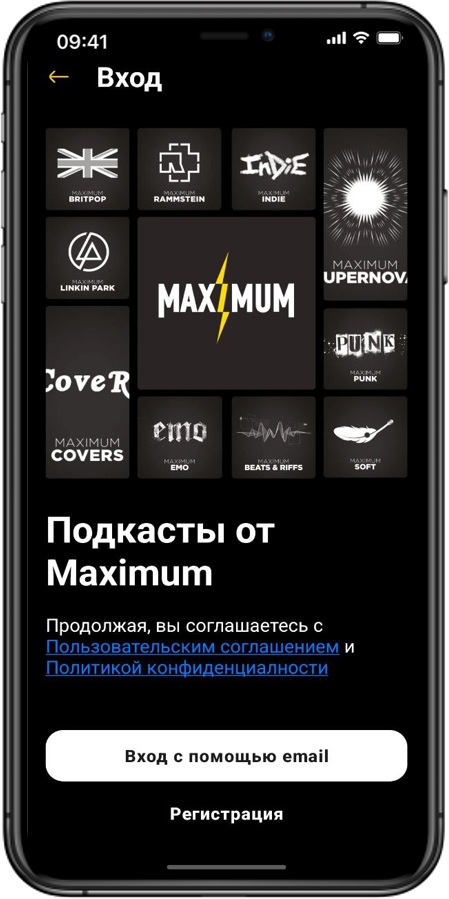 09:41
Вход
MAXIMUM
BRITPOP
MAXIMUM
RAMMSTEIN
InDiE
MAXIMUM
INDIE
MAXIMUM
UPERNOVA
MAXIMUM
LINKIN PARK
MAXIMUM
PUNK
MAXIMUM
PUNK
CoveR
MAXIMUM
COVERS
emo
MAXIMUM
EMO
MAXIMUM
BEATS & RIFFS
MAXIMUM
SOFT
Подкасты от
Maximum
Продолжая, вы соглашаетесь с
Пользовательским соглашением и
Политикой конфиденциалности
Вход с помощью email
Регистрация